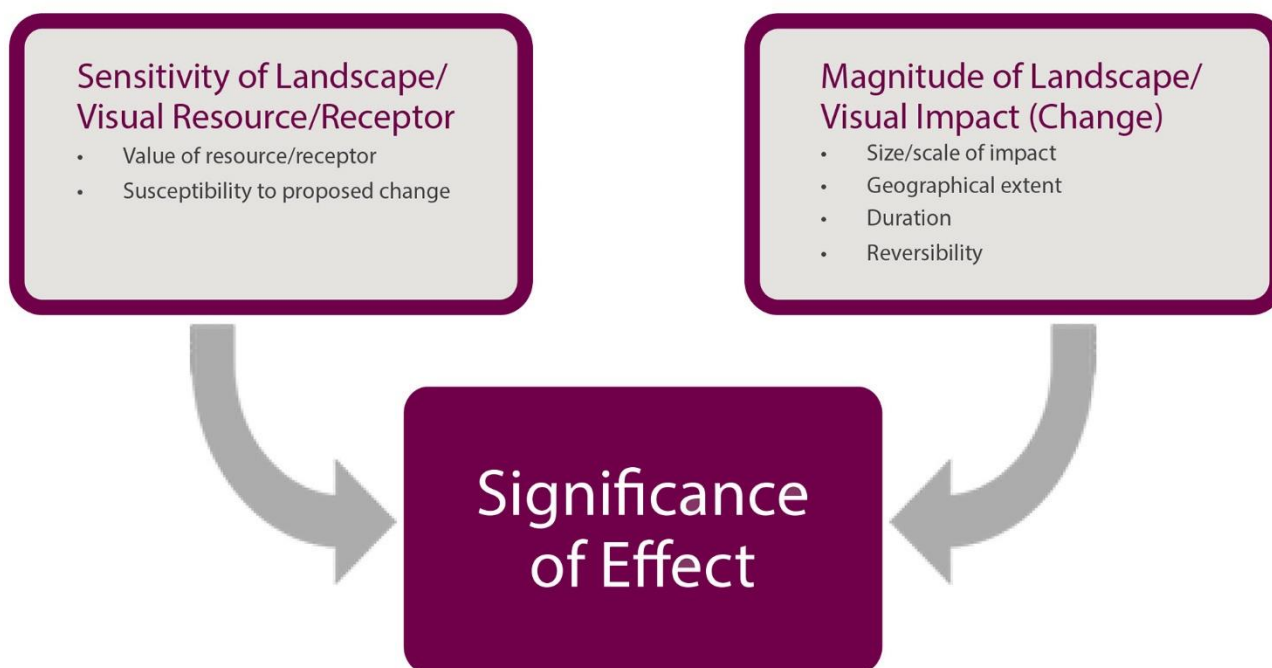 Sensitivity of Landscape/
Visual Resource/Receptor
• Value of resource/receptor
• Susceptibility to proposed change
Magnitude of Landscape/
Visual Impact (Change)
• Size/scale of impact
• Geographical extent
• Duration
• Reversibility
Significance
of Effect